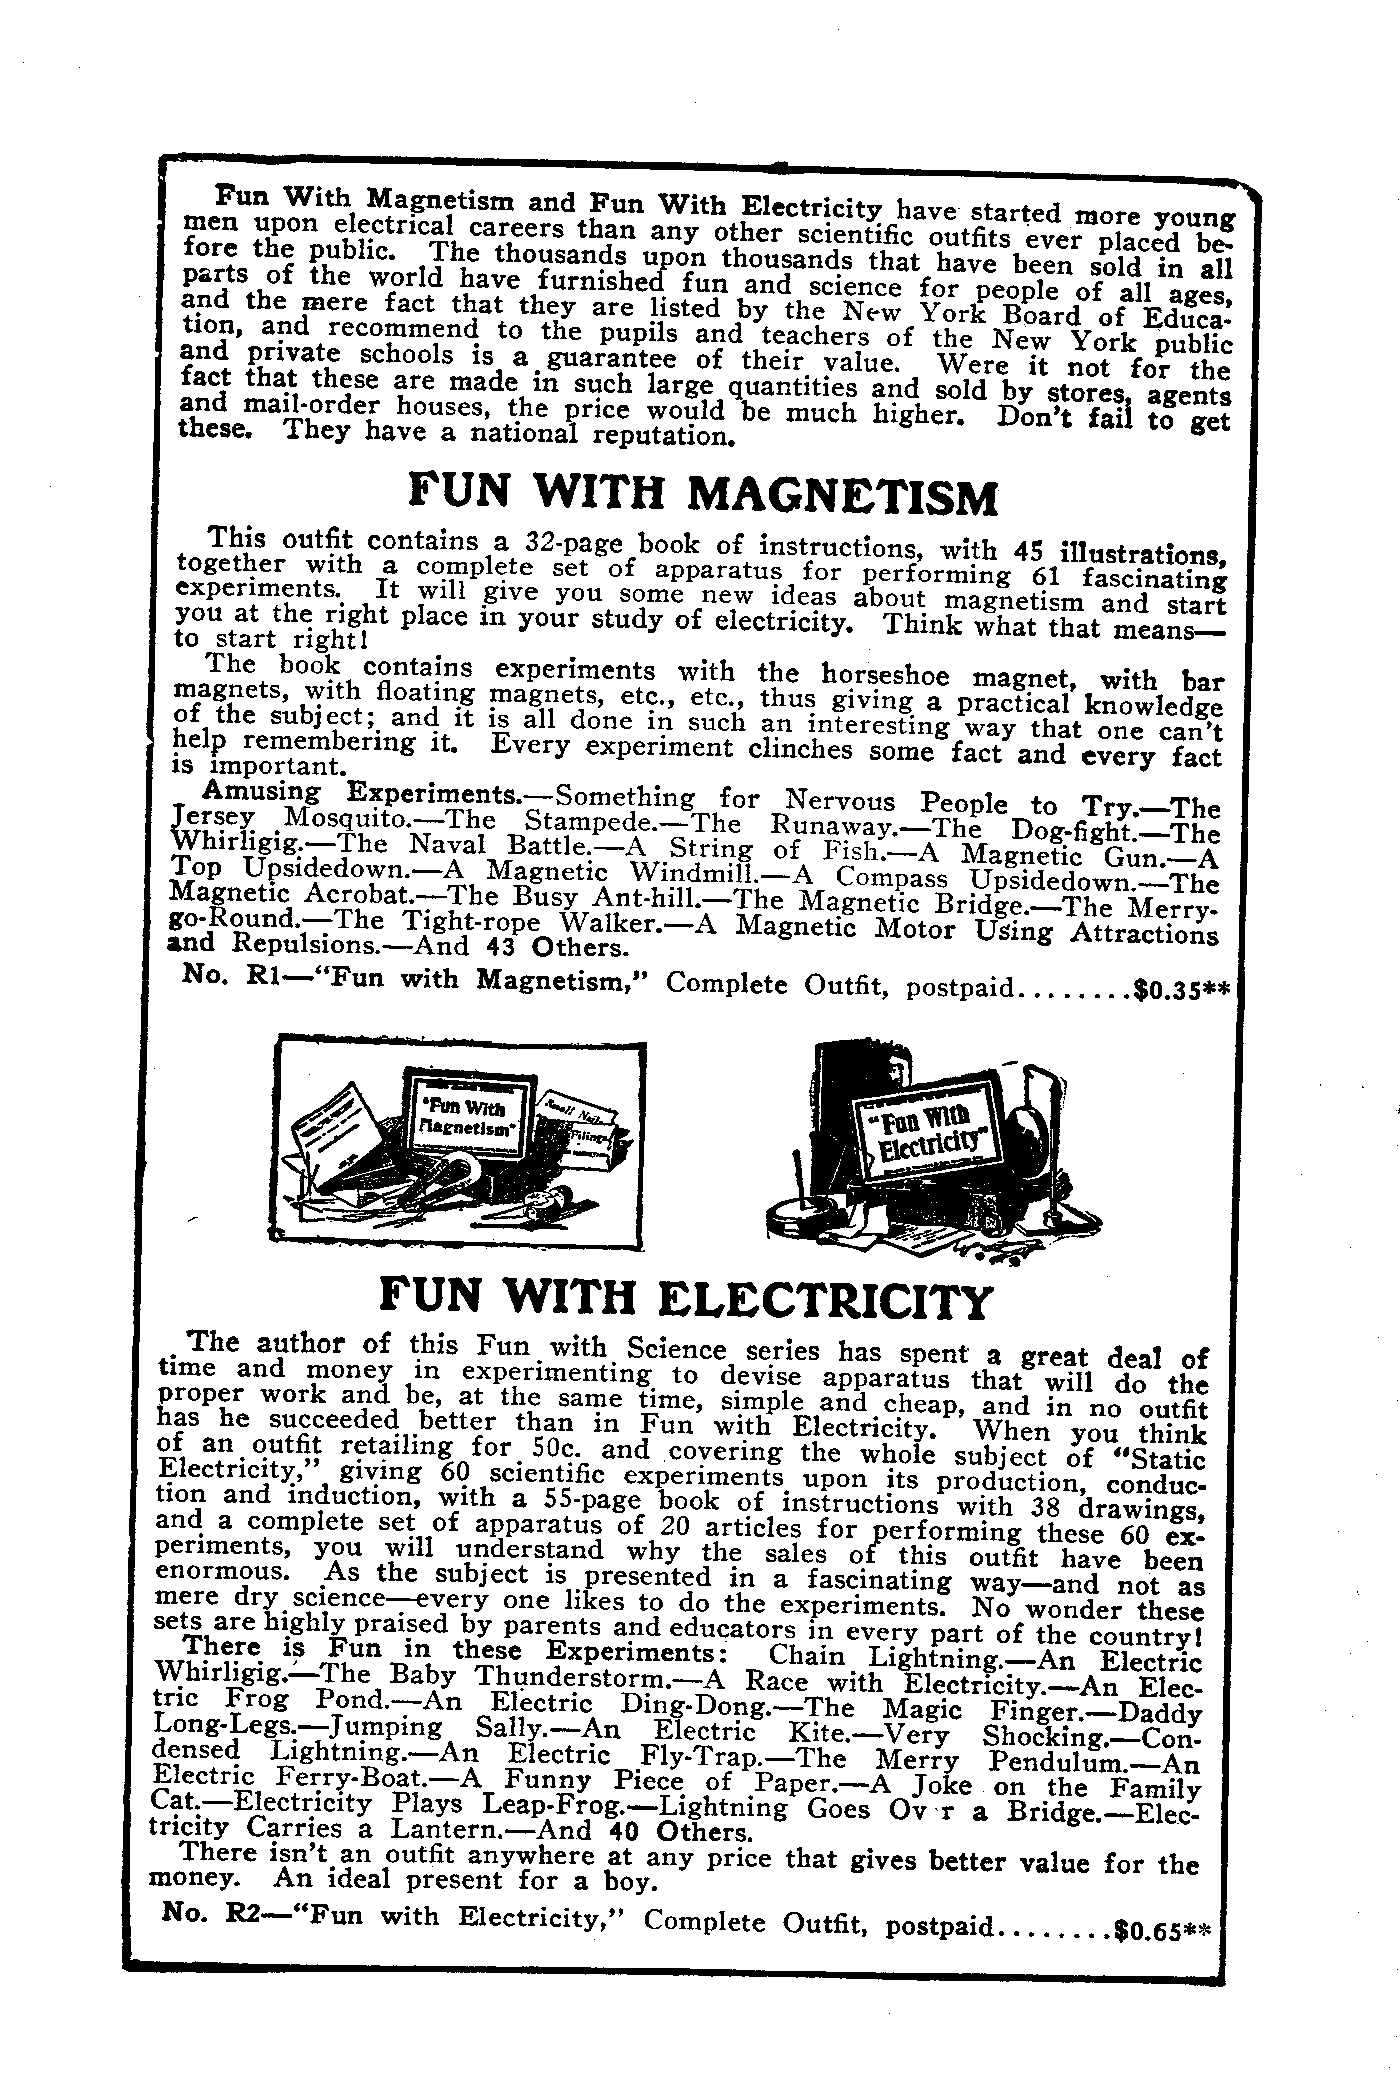 Fun With Magnetism and Fun With Electricity have started more young
men upon electrical careers than any other scientific outfits ever placed be-
fore the public. The thousands upon thousands that have been sold in all
parts of the world have furnished fun and science for people of all ages,
and the mere fact that they are listed by the New York Board of Educa-
tion, and recommend to the pupils and teachers of the New York public
and private schools is a guarantee of their value. Were it not for the
fact that these are made in such large quantities and sold by stores, agents
and mail-order houses, the price would be much higher. Don't fail to get
these. They have a national reputation.
FUN WITH MAGNETISM
This outfit contains a 32-page book of instructions, with 45 illustrations,
together with a complete set of apparatus for performing 61 fascinating
experiments. It will give you some new ideas about magnetism and start
you at the right place in your study of electricity. Think what that means—
to start right!
The book contains experiments with the horseshoe magnet, with bar
magnets, with floating magnets, etc., etc., thus giving a practical knowledge
of the subject; and it is all done in such an interesting way that one can't
help remembering it. Every experiment clinches some fact and every fact
is important.
Amusing Experiments.—Something for Nervous People to Try.—The
Jersey Mosquito.—The Stampede.—The Runaway.—The Dog-fight.—The
Whirligig.—The Naval Battle.—A String of Fish.—A Magnetic Gun.—A
Top Upsidedown.—A Magnetic Windmill.—A Compass Upsidedown.—The
Magnetic Acrobat.—The Busy Ant-hill.—The Magnetic Bridge.—The Merry-
go-Round.—The Tight-rope Walker.—A Magnetic Motor Using Attractions
and Repulsions.—And 43 Others.
No. R1—"Fun with Magnetism," Complete Outfit, postpaid........$0.35**
"Fun With
Magnetism"
Small Nails
Filings
"Fun With
Electricity"
FUN WITH ELECTRICITY
The author of this Fun with Science series has spent a great deal of
time and money in experimenting to devise apparatus that will do the
proper work and be, at the same time, simple and cheap, and in no outfit
has he succeeded better than in Fun with Electricity. When you think
of an outfit retailing for 50c. and covering the whole subject of "Static
Electricity," giving 60 scientific experiments upon its production, conduc-
tion and induction, with a 55-page book of instructions with 38 drawings,
and a complete set of apparatus of 20 articles for performing these 60 ex-
periments, you will understand why the sales of this outfit have been
enormous. As the subject is presented in a fascinating way—and not as
mere dry science—every one likes to do the experiments. No wonder these
sets are highly praised by parents and educators in every part of the country!
There is Fun in these Experiments: Chain Lightning.—An Electric
Whirligig.—The Baby Thunderstorm.—A Race with Electricity.—An Elec-
tric Frog Pond.—An Electric Ding-Dong.—The Magic Finger.—Daddy
Long-Legs.—Jumping Sally.—An Electric Kite.—Very Shocking.—Con-
densed Lightning.—An Electric Fly-Trap.—The Merry Pendulum.—An
Electric Ferry-Boat.—A Funny Piece of Paper.—A Joke on the Family
Cat.—Electricity Plays Leap-Frog.—Lightning Goes Ov r a Bridge.—Elec-
tricity Carries a Lantern.—And 40 Others.
There isn't an outfit anywhere at any price that gives better value for the
money. An ideal present for a boy.
No. R2—"Fun with Electricity," Complete Outfit, postpaid........$0.65**